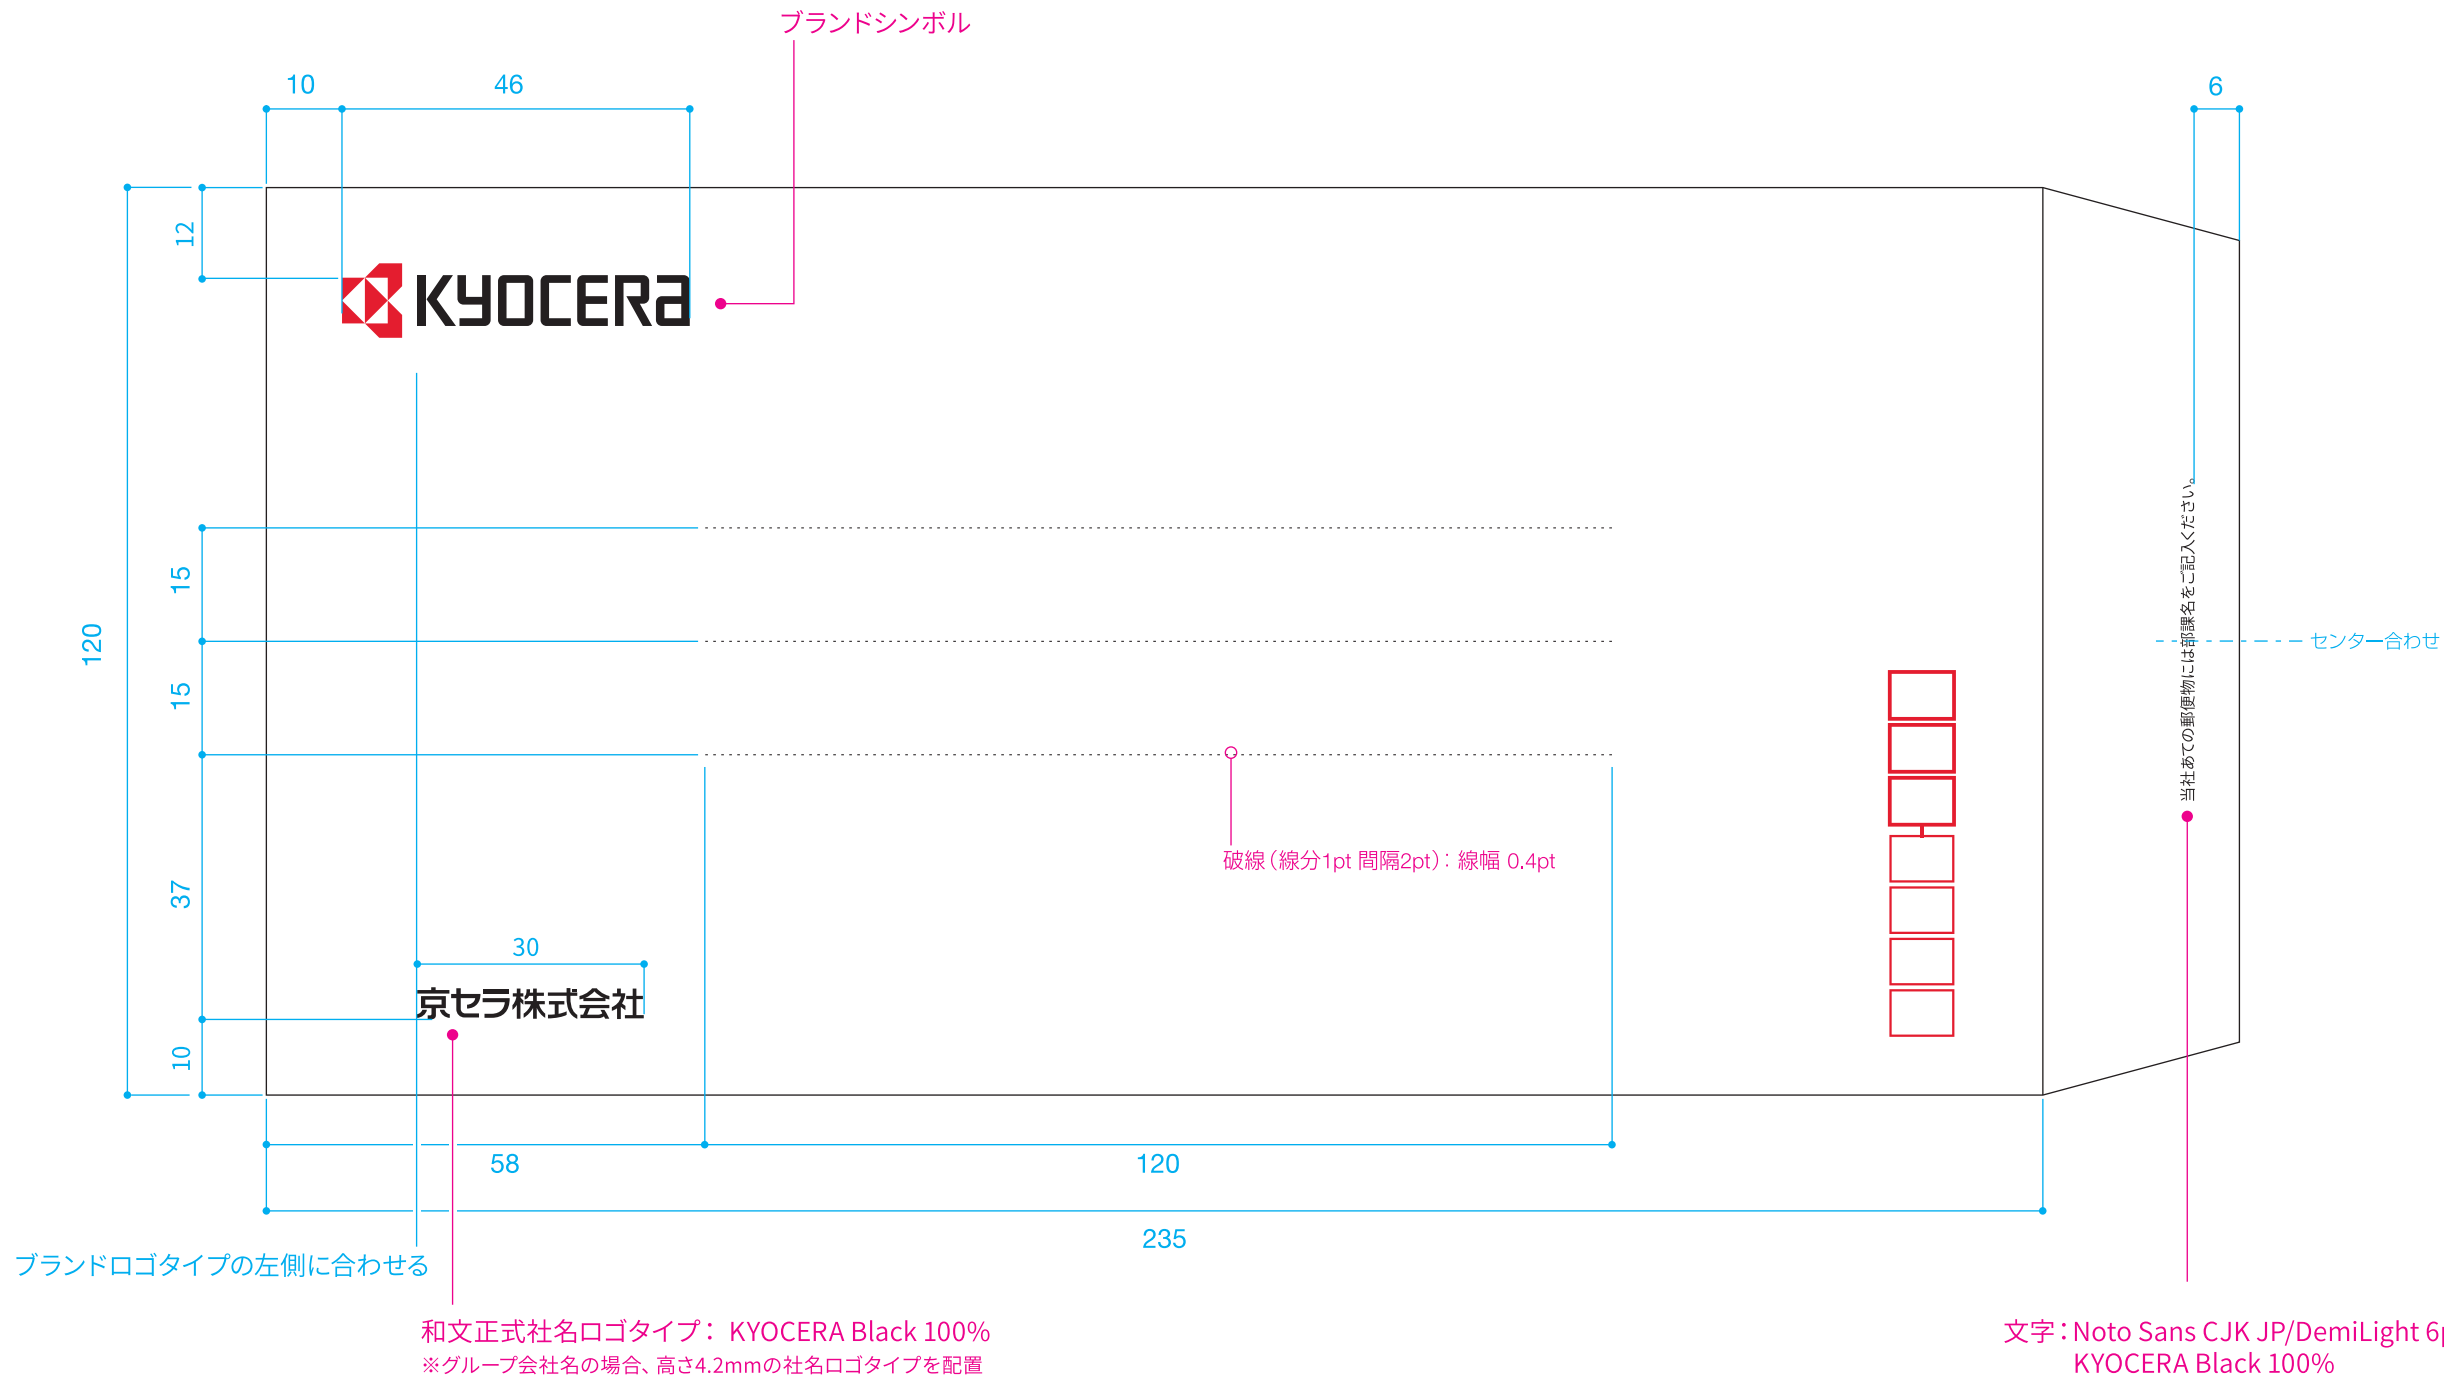 ブランドシンボル
10
46
6
12
KYOCERA
15
120
15
センター合わせ
当社あての郵便物には部課名をご記入ください。
破線(線分1pt 間隔2pt):線幅 0.4pt
37
30
京セラ株式会社
10
58
120
235
ブランドロゴタイプの左側に合わせる
和文正式社名ロゴタイプ: KYOCERA Black 100%
※グループ会社名の場合、高さ4.2mmの社名ロゴタイプを配置
文字:Noto Sans CJK JP/DemiLight 6p
KYOCERA Black 100%